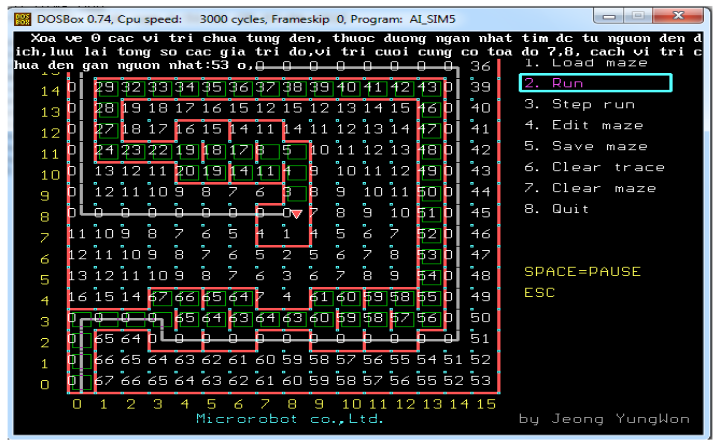 DOSBox 0.74, Cpu speed: 3000 cycles, Frameskip 0, Program: AI_SIM5
Xoa ve 0 cac vi tri chua tung den, thuoc duong ngan nhat tim dc tu nguon den d
ich,luu lai tong so cac gia tri do,vi tri cuoi cung co toa do 7,8, cach vi tri c
hua den gan nguon nhat:53 o,0 0 0 0 0 0 0 0 36
1. Load maze
14 0 29 32 33 34 35 36 37 38 39 40 41 42 43 0 39
2. Run
13 0 28 19 18 17 16 15 12 15 12 13 14 15 46 0 40
3. Step run
12 0 27 18 17 16 15 14 11 14 11 12 13 14 47 0 41
4. Edit maze
11 0 24 23 22 19 18 17 8 5 10 11 12 13 48 0 42
5. Save maze
10 0 13 12 11 20 19 14 11 4 9 10 11 12 49 0 43
6. Clear trace
9 0 12 11 10 9 8 7 6 3 8 9 10 11 50 0 44
7. Clear maze
8 0 0 0 0 0 0 0 0 0 7 8 9 10 51 0 45
8. Quit
7 11 10 9 8 7 6 5 4 1 4 5 6 7 52 0 46
6 12 11 10 9 8 7 6 5 2 5 6 7 8 53 0 47
5 13 12 11 10 9 8 7 6 3 6 7 8 9 54 0 48
SPACE=PAUSE
4 16 15 14 67 66 65 64 7 4 61 60 59 58 55 0 49
ESC
3 0 0 0 0 65 64 63 64 63 60 59 58 57 56 0 50
2 0 65 64 0 0 0 0 0 0 0 0 0 0 0 0 51
1 0 66 65 64 63 62 61 60 59 58 57 56 55 54 51 52
0 0 67 66 65 64 63 62 61 60 59 58 57 56 55 52 53
0 1 2 3 4 5 6 7 8 9 10 11 12 13 14 15
Microrobot co.,Ltd.
by Jeong YungWon